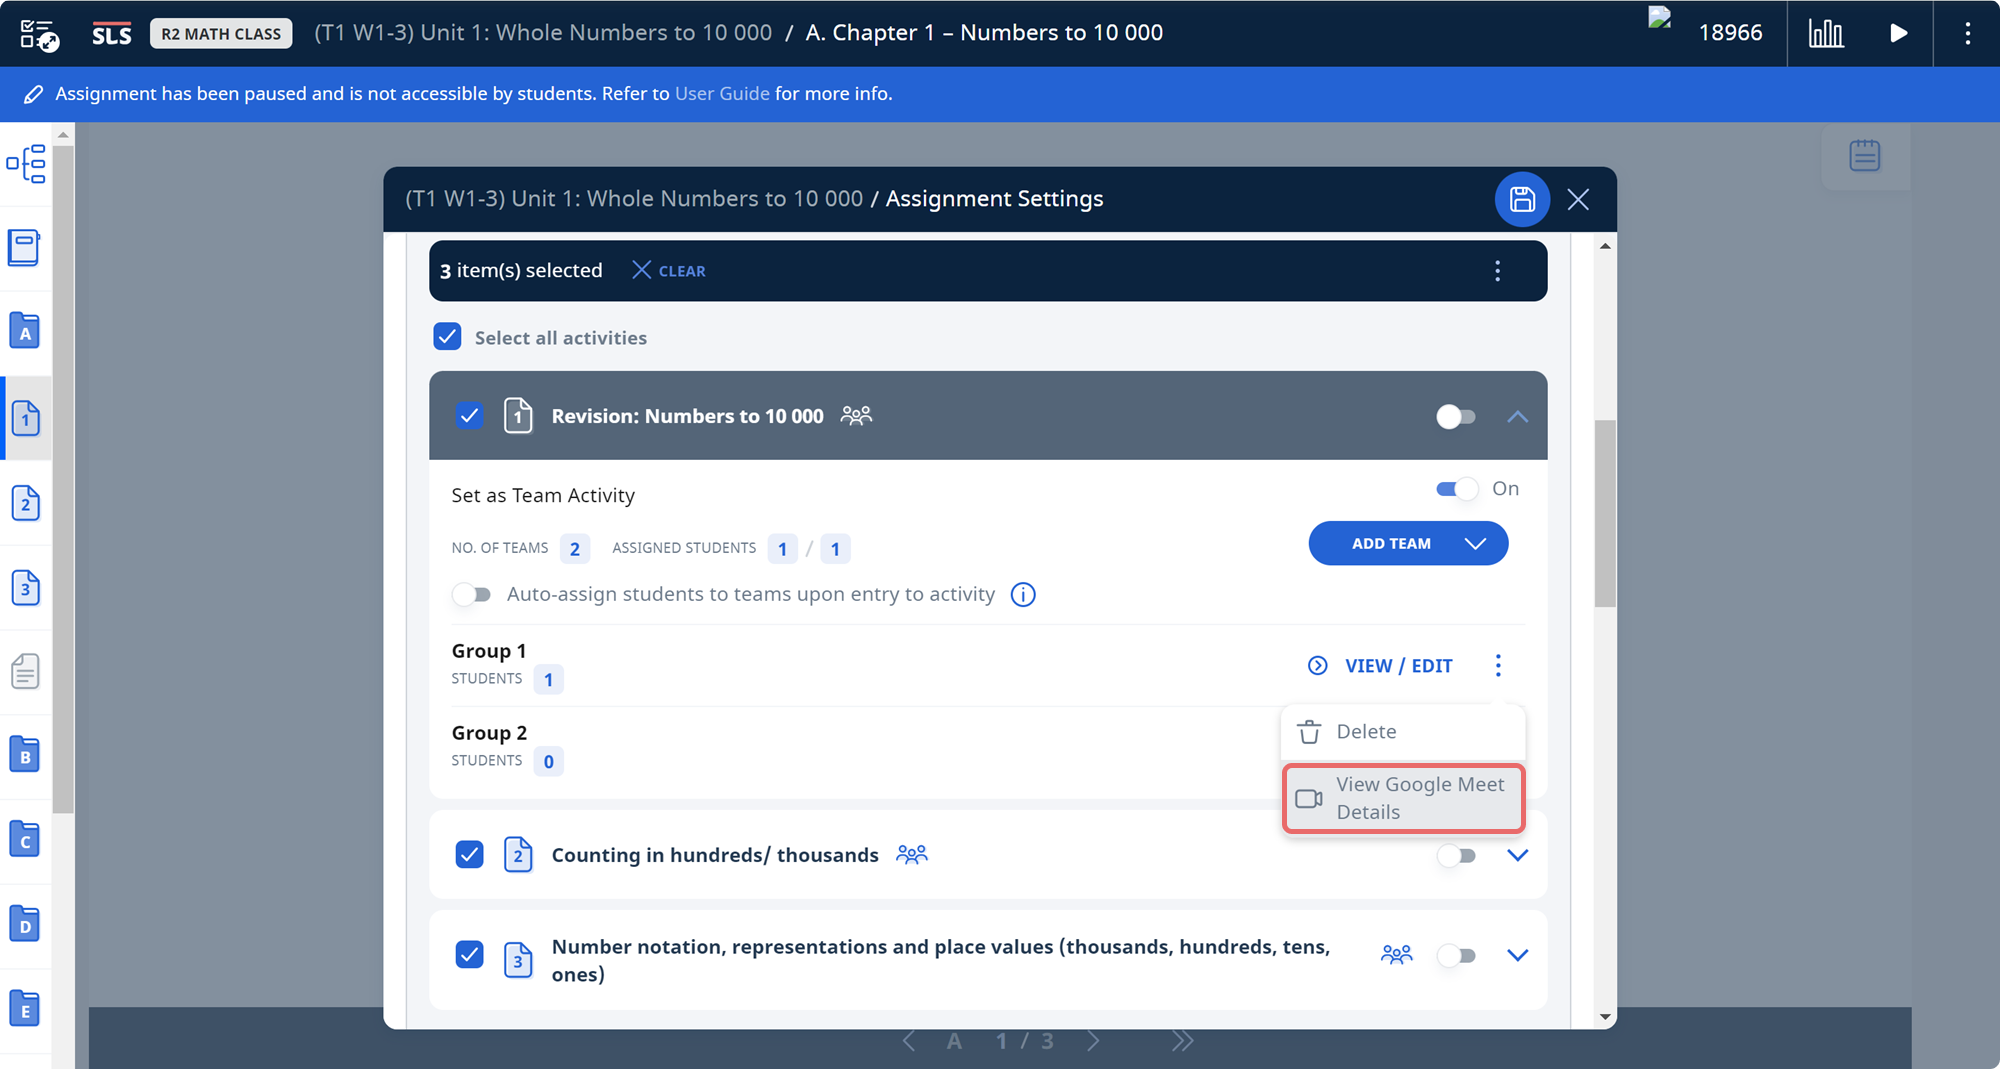 SLS R2 MATH CLASS (T1 W1-3) Unit 1: Whole Numbers to 10 000 / A. Chapter 1 – Numbers to 10 000 18966
Assignment has been paused and is not accessible by students. Refer to User Guide for more info.
(T1 W1-3) Unit 1: Whole Numbers to 10 000 / Assignment Settings
3 item(s) selected CLEAR
Select all activities
1 Revision: Numbers to 10 000
Set as Team Activity On
NO. OF TEAMS 2 ASSIGNED STUDENTS 1 / 1 ADD TEAM
Auto-assign students to teams upon entry to activity
Group 1
STUDENTS 1
VIEW / EDIT
Group 2
STUDENTS 0
Delete
View Google Meet
Details
2 Counting in hundreds/ thousands
3 Number notation, representations and place values (thousands, hundreds, tens,
ones)
A 1 / 3
A
1
2
3
B
C
D
E